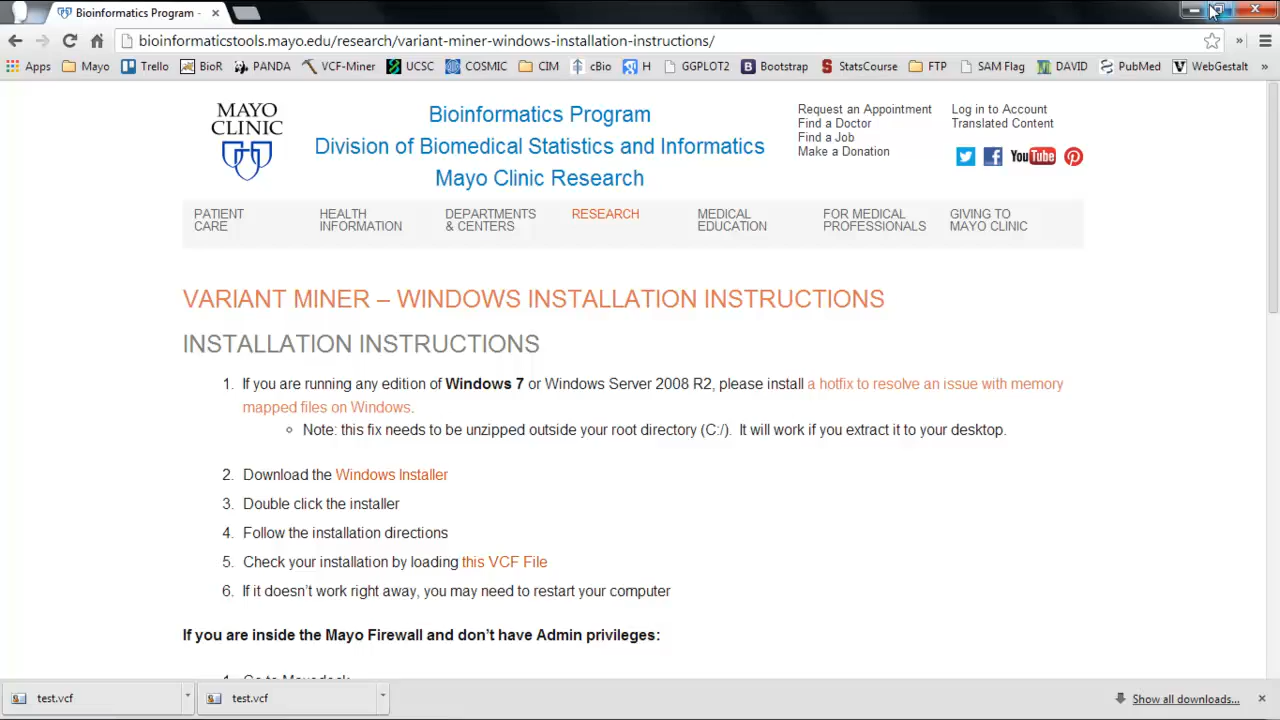 Bioinformatics Program -
bioinformaticstools.mayo.edu/research/variant-miner-windows-installation-instructions/
Apps Mayo Trello BioR PANDA VCF-Miner UCSC COSMIC CIM cBio H GGPLOT2 Bootstrap StatsCourse FTP SAM Flag DAVID PubMed WebGestalt »
MAYO
CLINIC
Bioinformatics Program
Division of Biomedical Statistics and Informatics
Mayo Clinic Research
Request an Appointment
Find a Doctor
Find a Job
Make a Donation
Log in to Account
Translated Content
You Tube
PATIENT
CARE
HEALTH
INFORMATION
DEPARTMENTS
& CENTERS
RESEARCH
MEDICAL
EDUCATION
FOR MEDICAL
PROFESSIONALS
GIVING TO
MAYO CLINIC
VARIANT MINER – WINDOWS INSTALLATION INSTRUCTIONS
INSTALLATION INSTRUCTIONS
1. If you are running any edition of Windows 7 or Windows Server 2008 R2, please install a hotfix to resolve an issue with memory
mapped files on Windows.
Note: this fix needs to be unzipped outside your root directory (C:/). It will work if you extract it to your desktop.
2. Download the Windows Installer
3. Double click the installer
4. Follow the installation directions
5. Check your installation by loading this VCF File
6. If it doesn't work right away, you may need to restart your computer
If you are inside the Mayo Firewall and don't have Admin privileges:
test.vcf
test.vcf
Show all downloads...